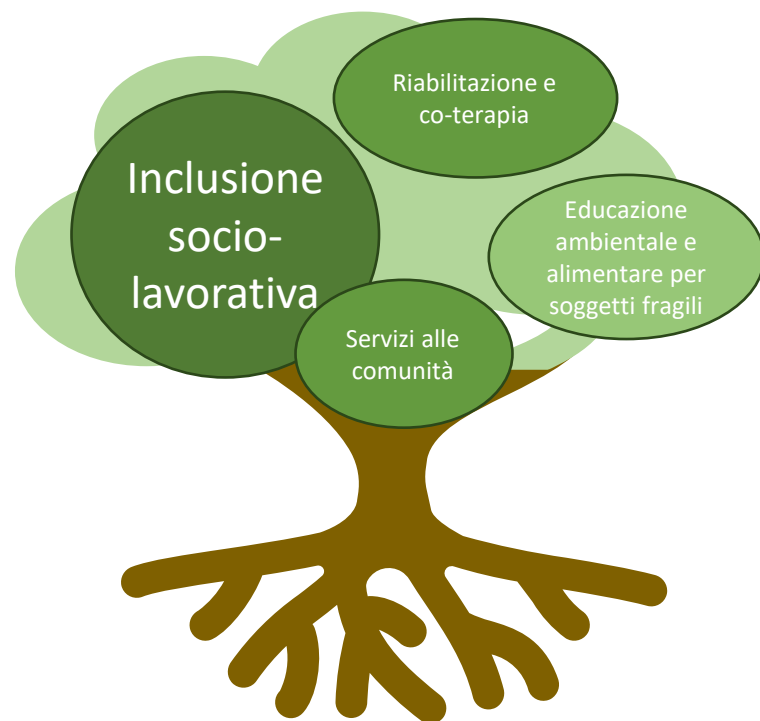 Riabilitazione e
co-terapia
Inclusione
socio-
lavorativa
Educazione
ambientale e
alimentare per
soggetti fragili
Servizi alle
comunità